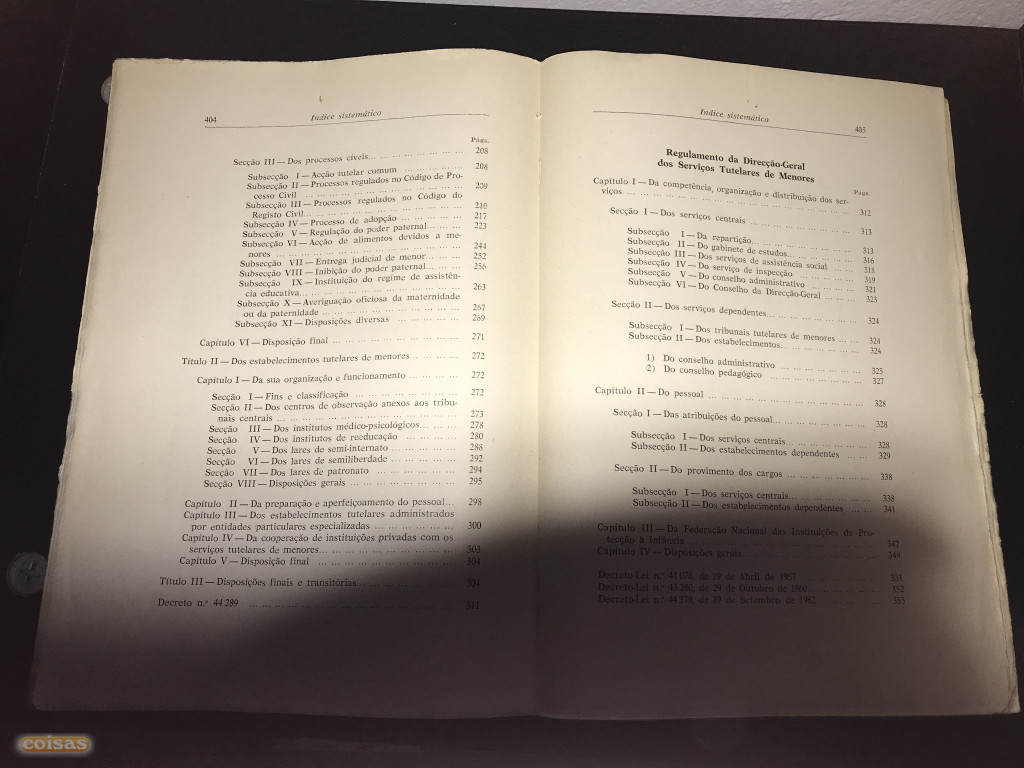 404
Indice sistemático
Págs.
Secção III — Dos processos cíveis... ... ... ... ... ... ... ... 208
Subsecção I — Acção tutelar comum ... ... ... ... ... 208
Subsecção II — Processos regulados no Código de Pro-
cesso Civil ... ... ... ... ... ... ... ... ... ... ... 209
Subsecção III — Processos regulados no Código do
Registo Civil... ... ... ... ... ... ... ... ... ... ... 210
Subsecção IV — Processo de adopção ... ... ... ... ... 217
Subsecção V — Regulação do poder paternal... ... ... 223
Subsecção VI — Acção de alimentos devidos a me-
nores ... ... ... ... ... ... ... ... ... ... ... ... 244
Subsecção VII — Entrega judicial de menor... ... ... 252
Subsecção VIII — Inibição do poder paternal... ... ... 256
Subsecção IX — Instituição do regime de assistên-
cia educativa... ... ... ... ... ... ... ... ... ... ... 263
Subsecção X — Averiguação oficiosa da maternidade
ou da paternidade ... ... ... ... ... ... ... ... ... 267
Subsecção XI — Disposições diversas ... ... ... ... ... 269
Capítulo VI — Disposição final ... ... ... ... ... ... ... ... ... 271
Título II — Dos estabelecimentos tutelares de menores... ... ... ... 272
Capítulo I — Da sua organização e funcionamento ... ... ... ... 272
Secção I — Fins e classificação ... ... ... ... ... ... ... 272
Secção II — Dos centros de observação anexos aos tribu-
nais centrais ... ... ... ... ... ... ... ... ... ... ... 273
Secção III — Dos institutos médico-psicológicos... ... ... 278
Secção IV — Dos institutos de reeducação ... ... ... ... 280
Secção V — Dos lares de semi-internato ... ... ... ... ... 288
Secção VI — Dos lares de semiliberdade ... ... ... ... ... 292
Secção VII — Dos lares de patronato ... ... ... ... ... ... 294
Secção VIII — Disposições gerais ... ... ... ... ... ... ... 295
Capítulo II — Da preparação e aperfeiçoamento do pessoal... 298
Capítulo III — Dos estabelecimentos tutelares administrados
por entidades particulares especializadas ... ... ... ... ... 300
Capítulo IV — Da cooperação de instituições privadas com os
serviços tutelares de menores... ... ... ... ... ... ... ... ... 303
Capítulo V — Disposição final ... ... ... ... ... ... ... ... ... 304
Título III — Disposições finais e transitórias... ... ... ... ... ... ... 304
Decreto n.º 44 289 ... ... ... ... ... ... ... ... ... ... ... ... ... 311
Indice sistemático
405
Regulamento da Direcção-Geral
dos Serviços Tutelares de Menores
Págs.
Capítulo I — Da competência, organização e distribuição dos ser-
viços ... ... ... ... ... ... ... ... ... ... ... ... ... ... ... 312
Secção I — Dos serviços centrais ... ... ... ... ... ... ... 313
Subsecção I — Da repartição... ... ... ... ... ... ... 313
Subsecção II — Do gabinete de estudos... ... ... ... ... 316
Subsecção III — Dos serviços de assistência social ... ... 318
Subsecção IV — Do serviço de inspecção ... ... ... ... 319
Subsecção V — Do conselho administrativo ... ... ... ... 321
Subsecção VI — Do Conselho da Direcção-Geral ... ... ... 323
Secção II — Dos serviços dependentes... ... ... ... ... ... ... 324
Subsecção I — Dos tribunais tutelares de menores ... ... 324
Subsecção II — Dos estabelecimentos... ... ... ... ... ... 324
1) Do conselho administrativo ... ... ... ... ... ... 325
2) Do conselho pedagógico ... ... ... ... ... ... ... 327
Capítulo II — Do pessoal ... ... ... ... ... ... ... ... ... ... ... 328
Secção I — Das atribuições do pessoal... ... ... ... ... ... ... 328
Subsecção I — Dos serviços centrais... ... ... ... ... ... 328
Subsecção II — Dos estabelecimentos dependentes ... ... 329
Secção II — Do provimento dos cargos ... ... ... ... ... ... 338
Subsecção I — Dos serviços centrais... ... ... ... ... ... 338
Subsecção II — Dos estabelecimentos dependentes ... ... 341
Capítulo III — Da Federação Nacional das Instituições de Pro-
tecção à Infância ... ... ... ... ... ... ... ... ... ... ... 347
Capítulo IV — Disposições gerais ... ... ... ... ... ... ... ... 349
Decreto-Lei n.º 41 078, de 19 de Abril de 1957 ... ... ... ... ... 351
Decreto-Lei n.º 43 280, de 29 de Outubro de 1960 ... ... ... ... 352
Decreto-Lei n.º 44 579, de 19 de Setembro de 1962 ... ... ... ... 353
coisas